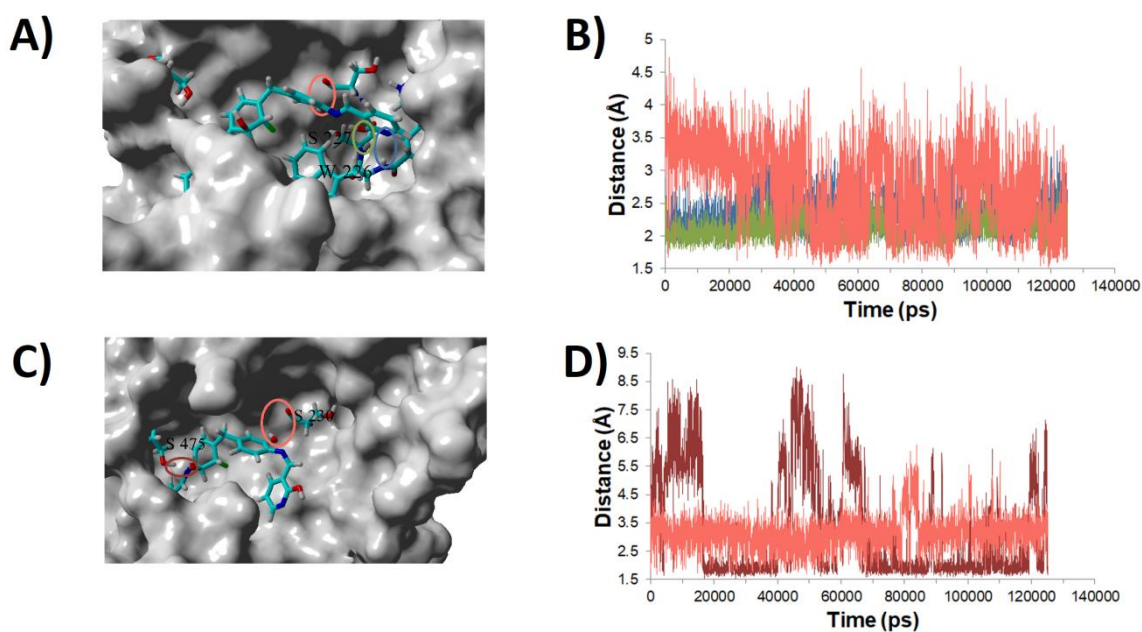 A)
S 227
W 226
B)
5
4.5
4
3.5
3
2.5
2
1.5
Distance (Å)
0 20000 40000 60000 80000 100000 120000 140000
Time (ps)
C)
S 475
S 230
D)
9.5
8.5
7.5
6.5
5.5
4.5
3.5
2.5
1.5
Distance (Å)
0 20000 40000 60000 80000 100000 120000 140000
Time (ps)